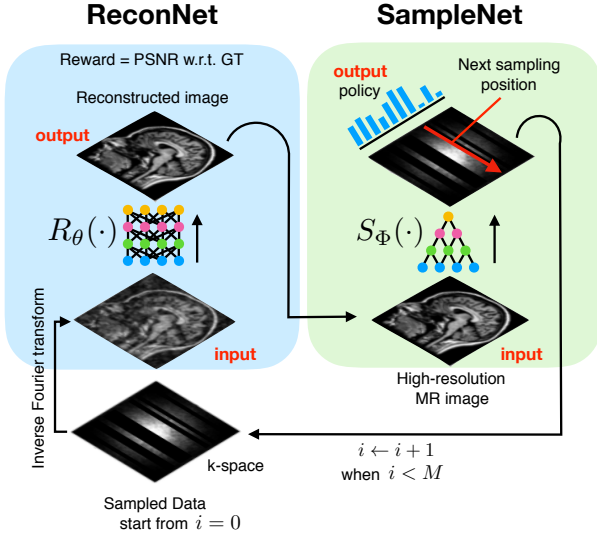 ReconNet
SampleNet
Reward = PSNR w.r.t. GT
Reconstructed image
output
R_θ(·)
input
Inverse Fourier transform
k-space
Sampled Data
start from i = 0
output
policy
Next sampling
position
S_Φ(·)
input
High-resolution
MR image
i ← i + 1
when i < M